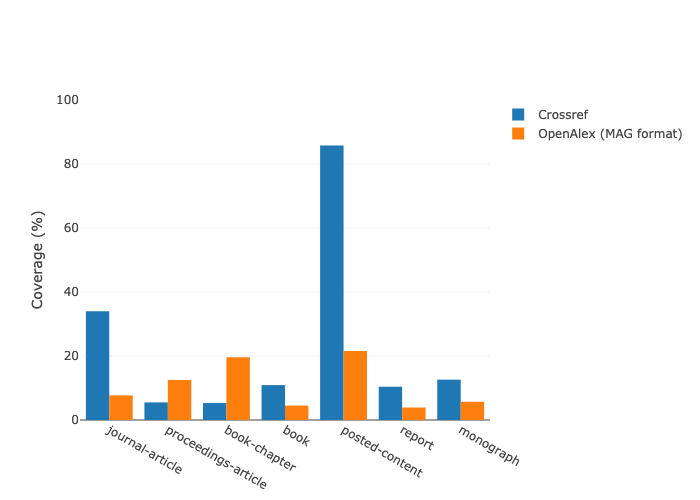 100
80
60
40
20
0
Coverage (%)
journal-article
proceedings-article
book-chapter
book
posted-content
report
monograph
Crossref
OpenAlex (MAG format)